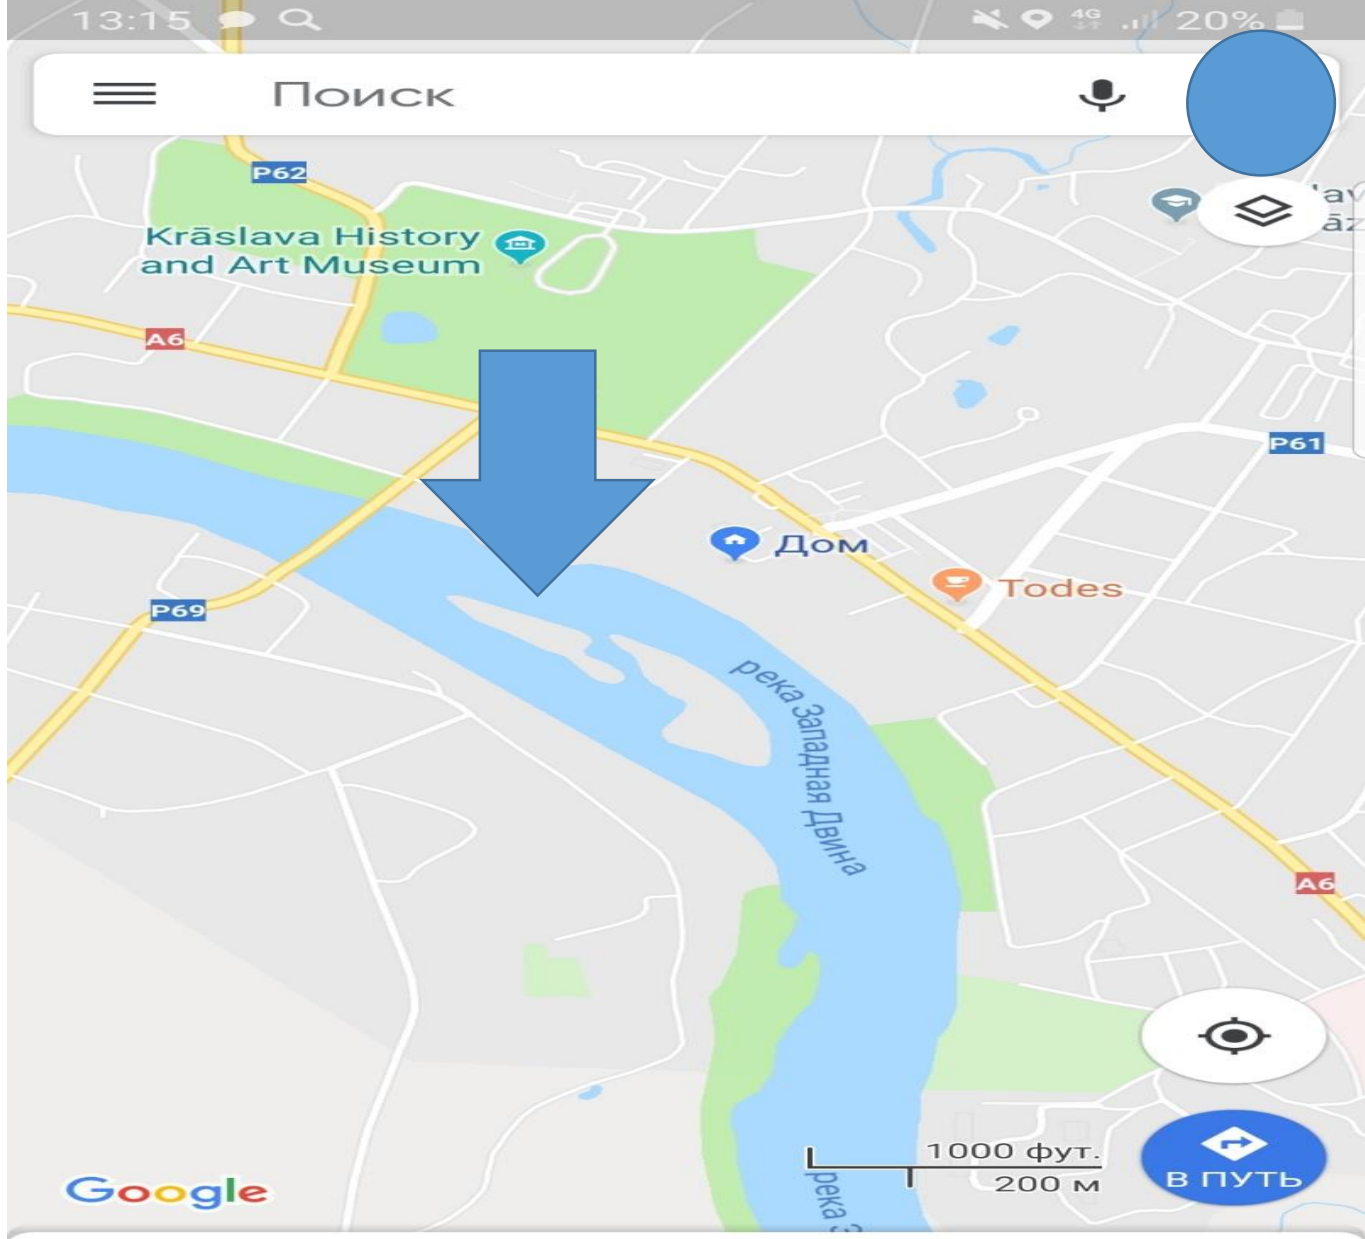 13:15
4G
20%
Поиск
P62
Krāslava History
and Art Museum
A6
P61
Дом
Todes
P69
река Западная Двина
A6
1000 фут.
200 м
В ПУТЬ
Google
река